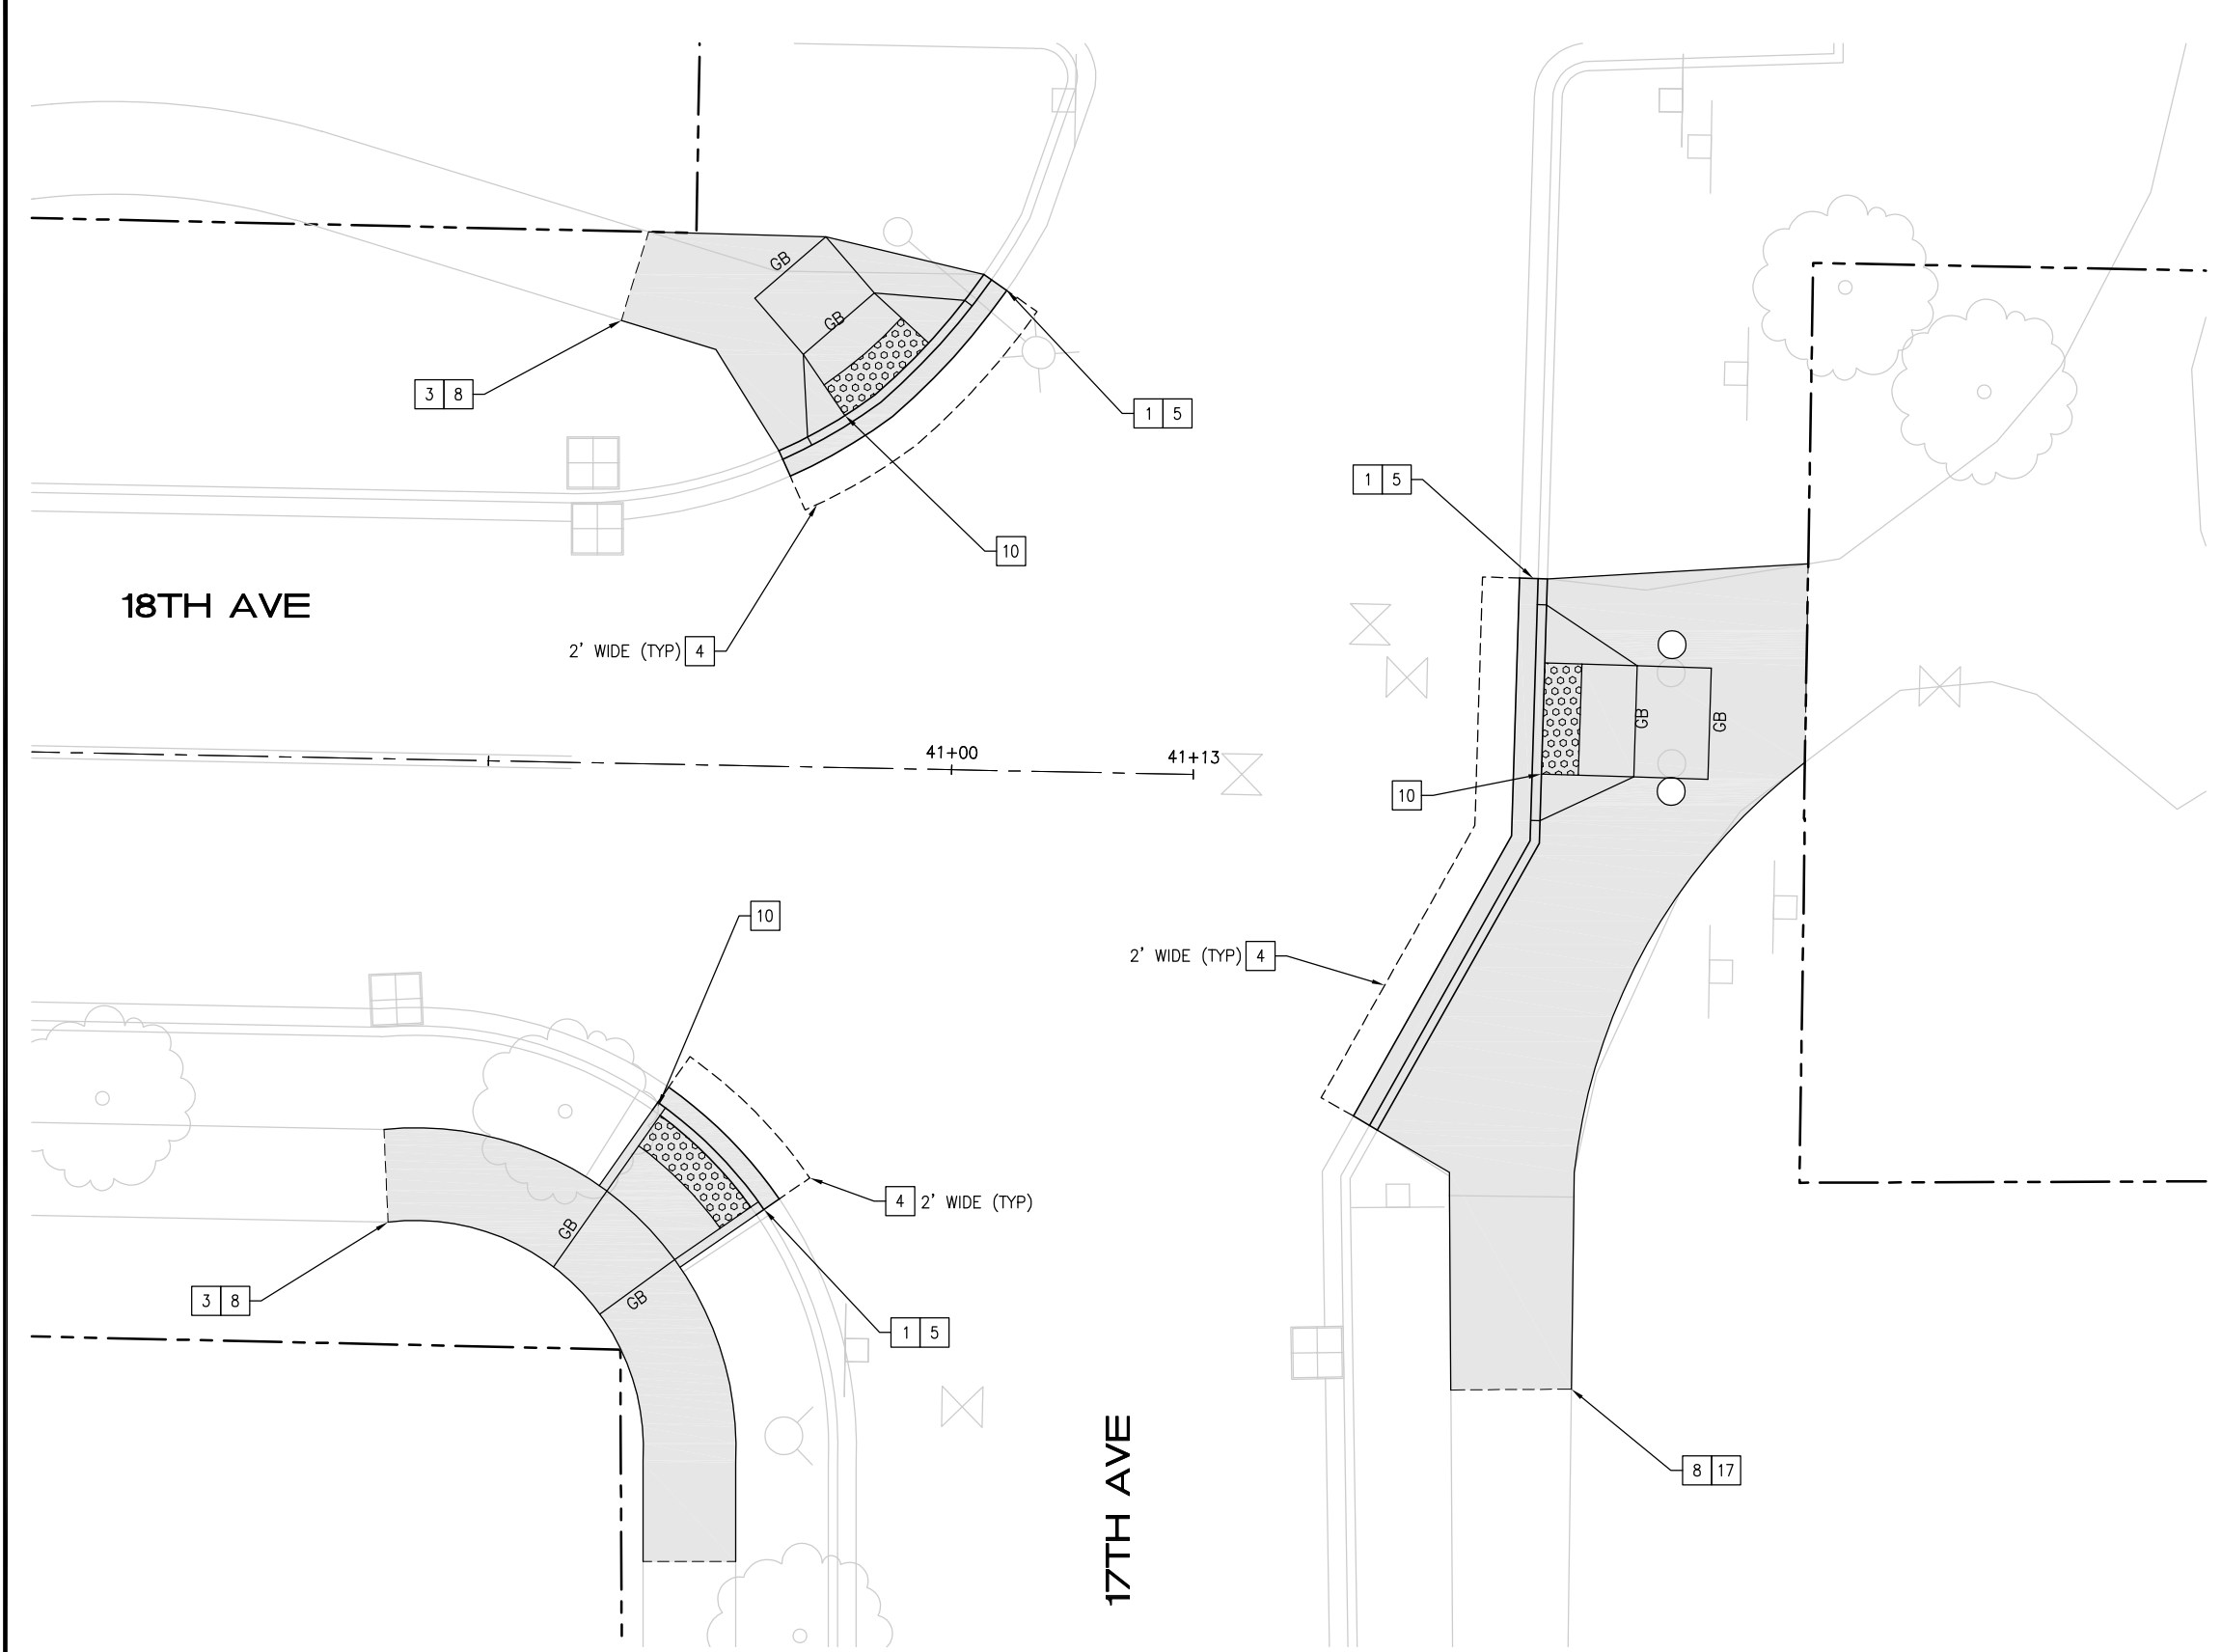 GB
GB
3 8
1 5
1 5
10
18TH AVE
2' WIDE (TYP) 4
GB
GB
41+00
41+13
10
10
2' WIDE (TYP) 4
4 2' WIDE (TYP)
GB
3 8
GB
1 5
17TH AVE
8 17